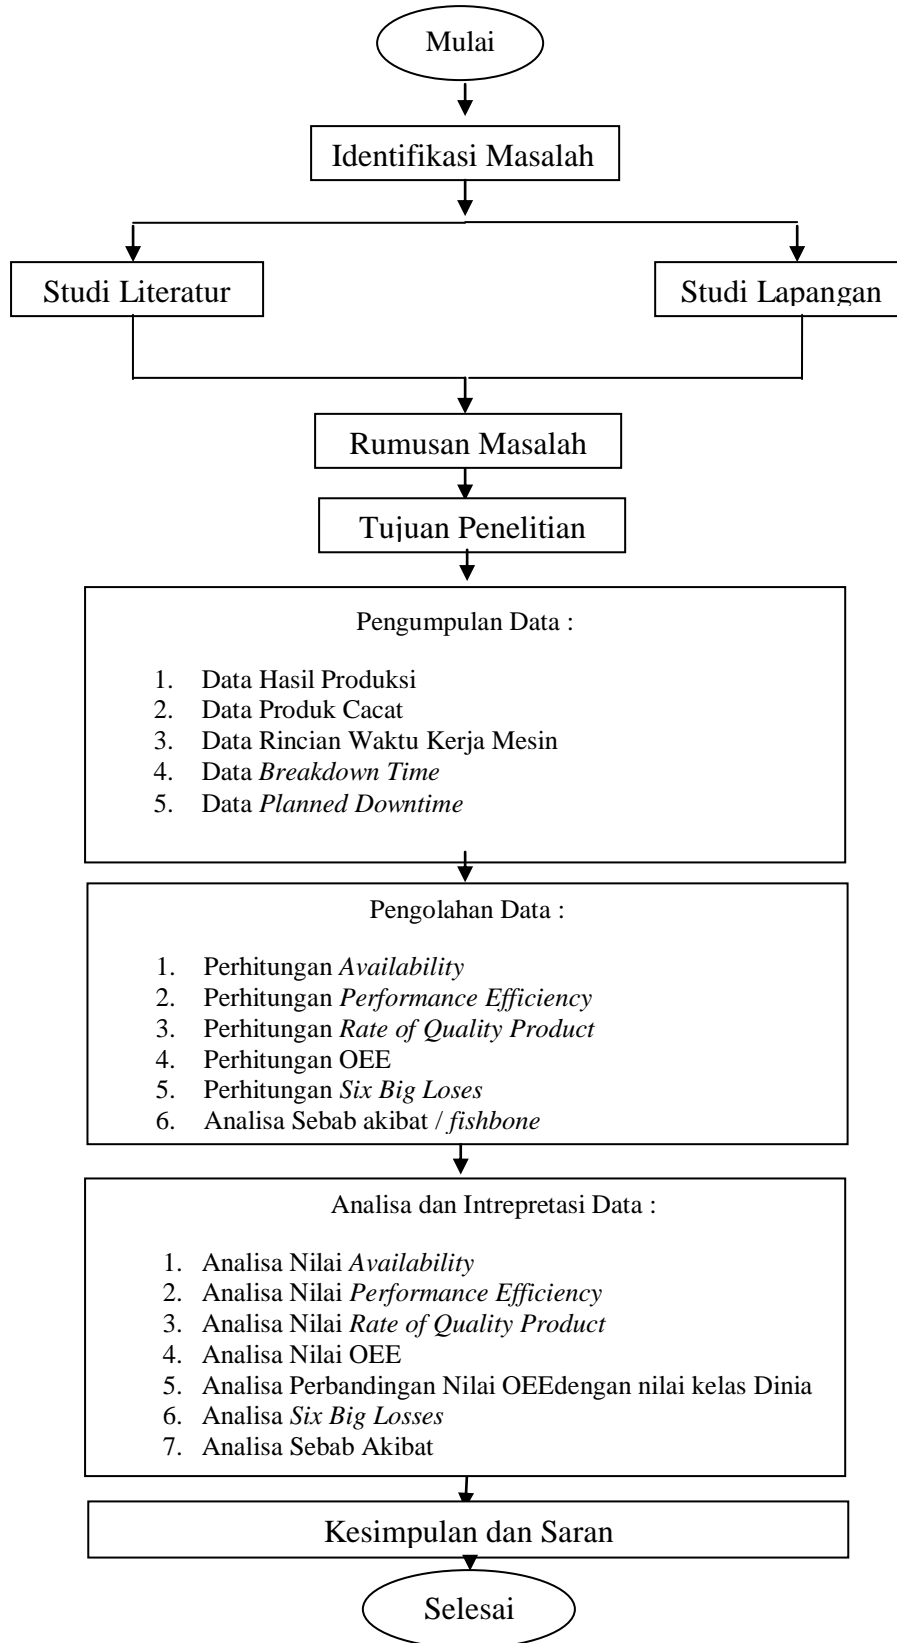 Mulai
Identifikasi Masalah
Studi Literatur
Studi Lapangan
Rumusan Masalah
Tujuan Penelitian
Pengumpulan Data :
1. Data Hasil Produksi
2. Data Produk Cacat
3. Data Rincian Waktu Kerja Mesin
4. Data Breakdown Time
5. Data Planned Downtime
Pengolahan Data :
1. Perhitungan Availability
2. Perhitungan Performance Efficiency
3. Perhitungan Rate of Quality Product
4. Perhitungan OEE
5. Perhitungan Six Big Loses
6. Analisa Sebab akibat / fishbone
Analisa dan Intrepretasi Data :
1. Analisa Nilai Availability
2. Analisa Nilai Performance Efficiency
3. Analisa Nilai Rate of Quality Product
4. Analisa Nilai OEE
5. Analisa Perbandingan Nilai OEEdengan nilai kelas Dinia
6. Analisa Six Big Losses
7. Analisa Sebab Akibat
Kesimpulan dan Saran
Selesai